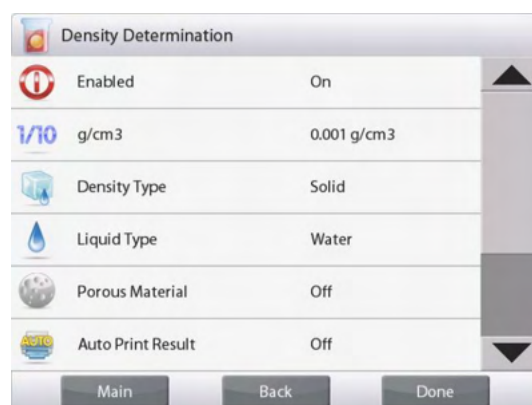 Density Determination
Enabled On
1/10 g/cm3 0.001 g/cm3
Density Type Solid
Liquid Type Water
Porous Material Off
AUTO Auto Print Result Off
Main Back Done